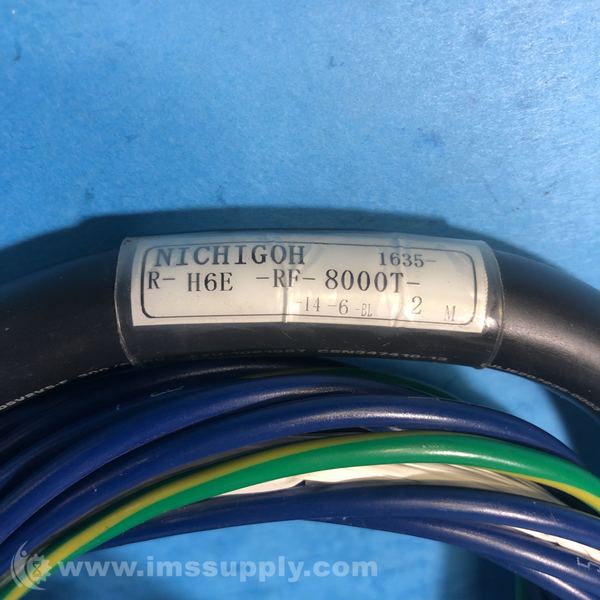 NICHIGOH 1635-
R- H6E -RF- 8000T-
-14 -6 -BL 2 M
www.imssupply.com